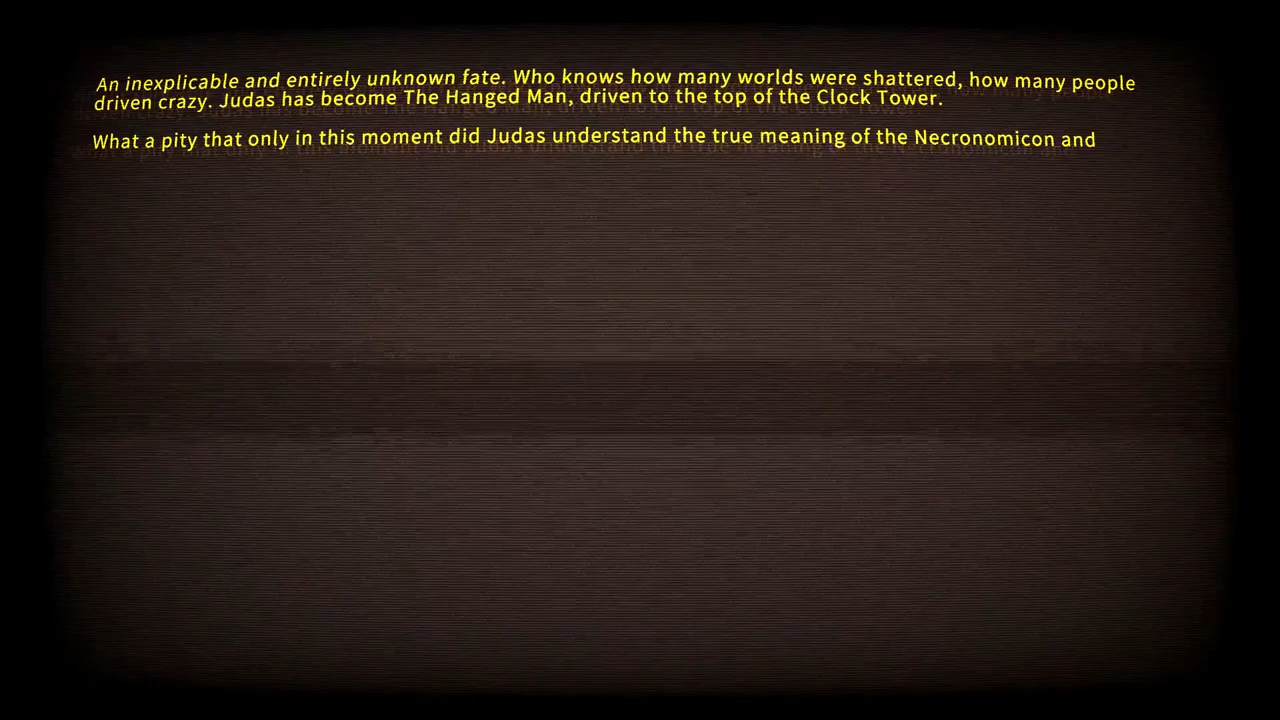 An inexplicable and entirely unknown fate. Who knows how many worlds were shattered, how many people
driven crazy. Judas has become The Hanged Man, driven to the top of the Clock Tower.
What a pity that only in this moment did Judas understand the true meaning of the Necronomicon and